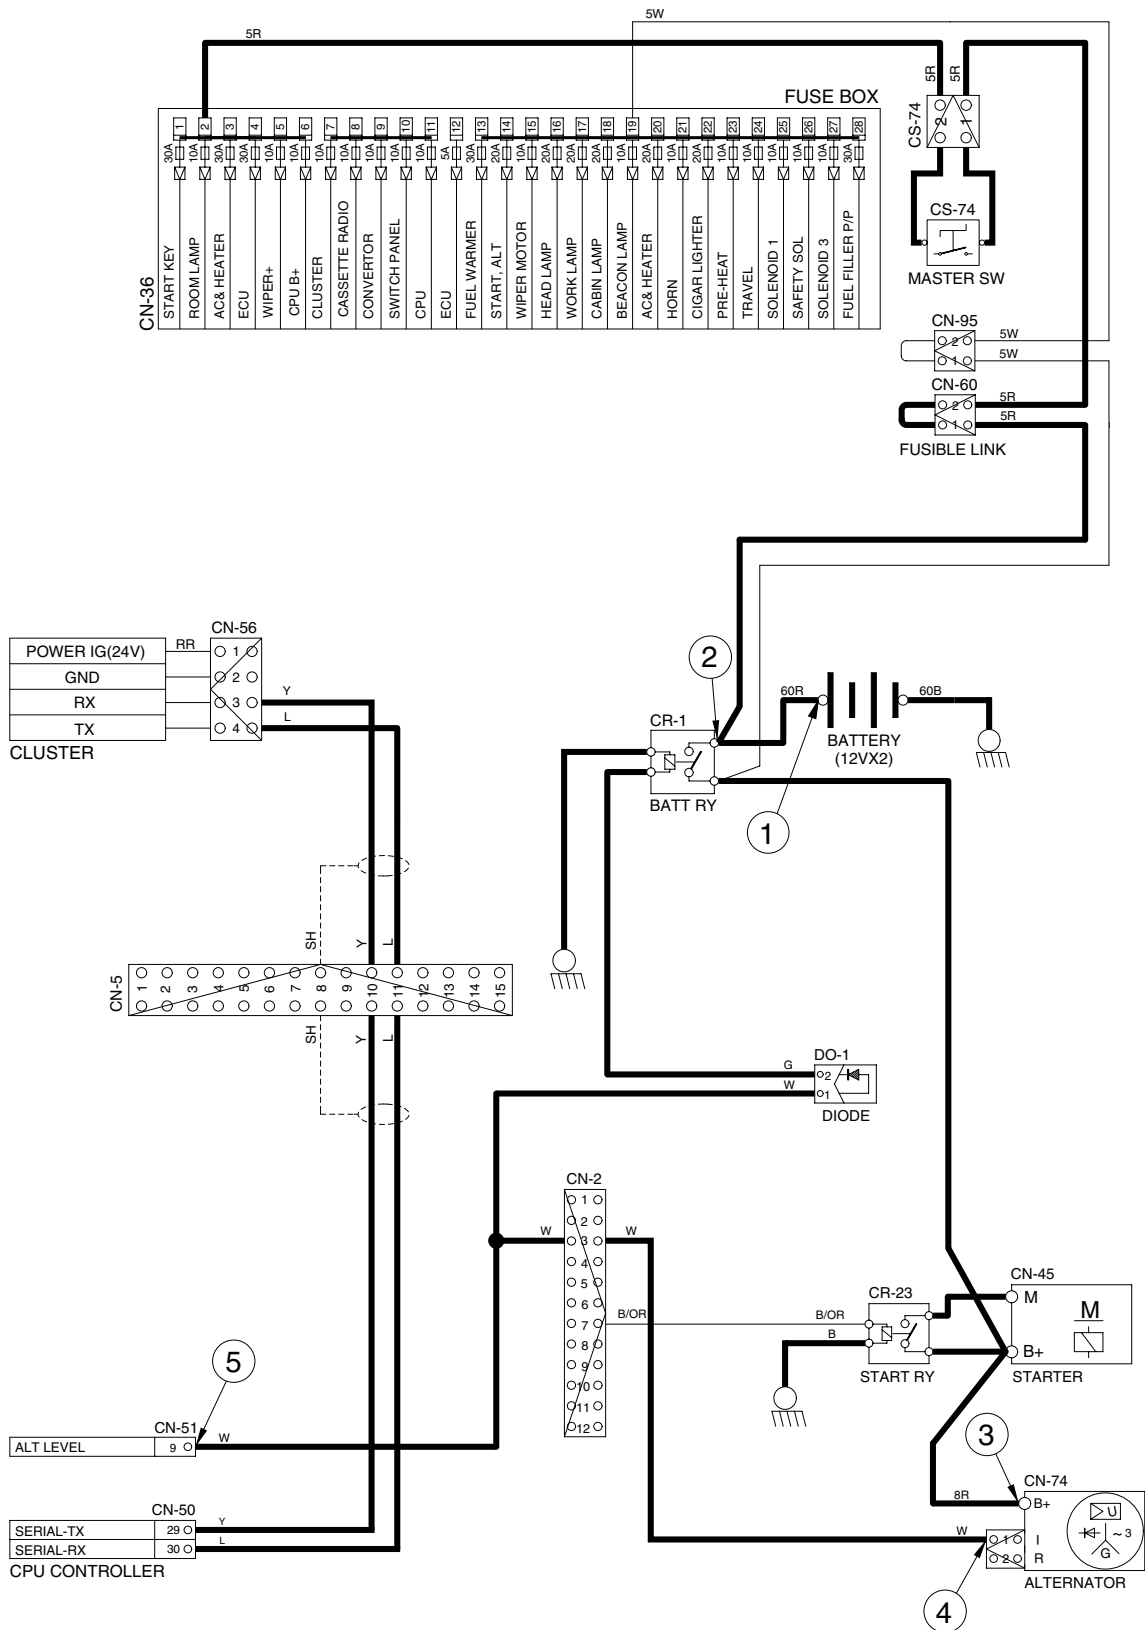 5W
5R
5R
5R
FUSE BOX
CS-74
2
1
1
2
3
4
5
6
7
8
9
10
11
12
13
14
15
16
17
18
19
20
21
22
23
24
25
26
27
28
30A
10A
30A
30A
10A
10A
10A
10A
10A
10A
10A
5A
30A
20A
10A
20A
20A
20A
10A
10A
10A
20A
10A
10A
10A
10A
10A
30A
CN-36
START KEY
ROOM LAMP
AC& HEATER
ECU
WIPER+
CPU B+
CLUSTER
CASSETTE RADIO
CONVERTOR
SWITCH PANEL
CPU
ECU
FUEL WARMER
START, ALT
WIPER MOTOR
HEAD LAMP
WORK LAMP
CABIN LAMP
BEACON LAMP
AC& HEATER
HORN
CIGAR LIGHTER
PRE-HEAT
TRAVEL
SOLENOID 1
SAFETY SOL
SOLENOID 3
FUEL FILLER P/P
CS-74
MASTER SW
CN-95
2 5W
1 5W
CN-60
2 5R
1 5R
FUSIBLE LINK
CN-56
POWER IG(24V) RR 1
GND 2
RX 3 Y
TX 4 L
CLUSTER
2
60R
60B
CR-1
BATTERY
(12VX2)
BATT RY
1
SH
Y
L
CN-5
1 2 3 4 5 6 7 8 9 10 11 12 13 14 15
SH
Y
L
DO-1
G 2
W 1
DIODE
CN-2
1
2
W 3 W
4
5
6
B/OR
7
8
9
10
11
12
CR-23
B/OR
B
START RY
CN-45
M
M
B+
STARTER
5
CN-51
ALT LEVEL 9 W
3
CN-74
8R B+
U
~3
G
W 1 I
2 R
ALTERNATOR
4
CN-50
SERIAL-TX 29 Y
SERIAL-RX 30 L
CPU CONTROLLER